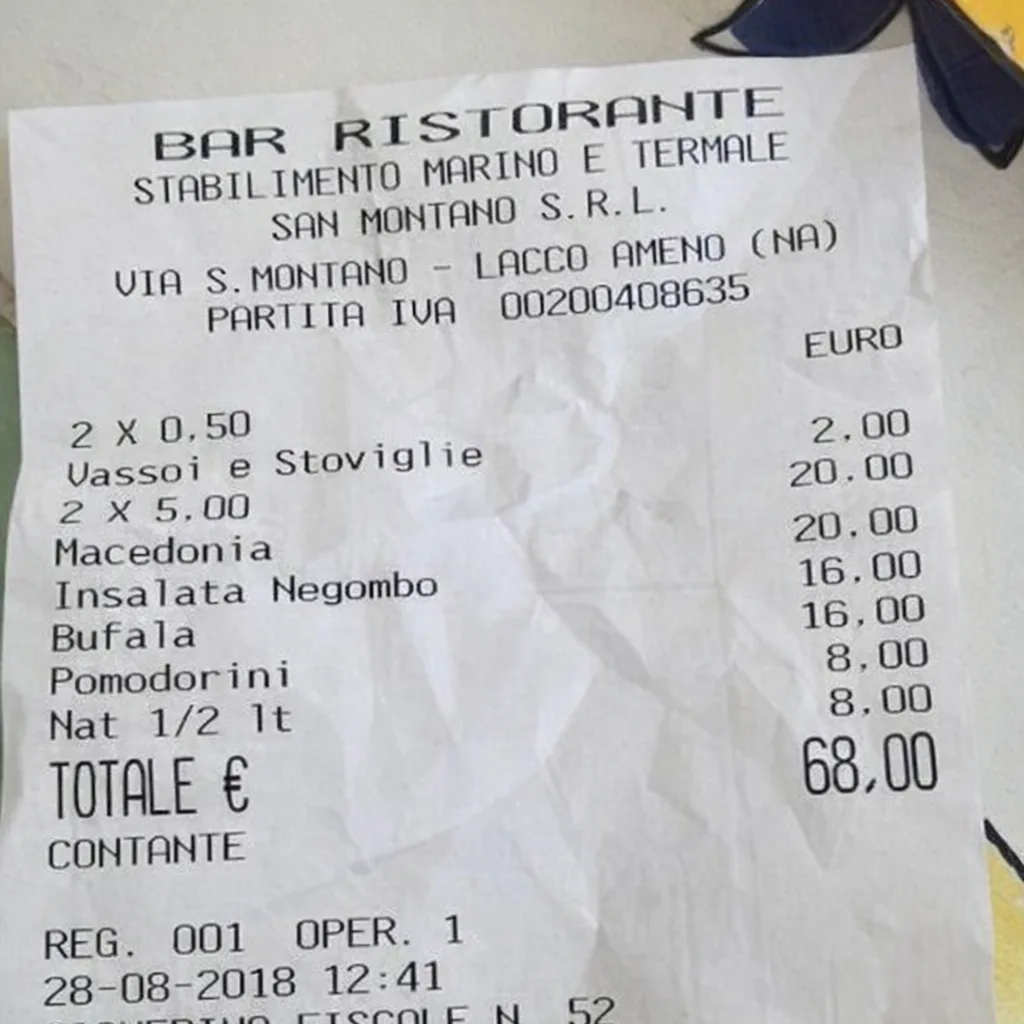 BAR RISTORANTE
STABILIMENTO MARINO E TERMALE
SAN MONTANO S.R.L.
VIA S.MONTANO - LACCO AMENO (NA)
PARTITA IVA 00200408635
EURO
2 X 0,50
Vassoi e Stoviglie 2,00
2 X 5,00 20.00
Macedonia 20,00
Insalata Negombo 16,00
Bufala 16,00
Pomodorini 8,00
Nat 1/2 lt 8,00
TOTALE € 68,00
CONTANTE
REG. 001 OPER. 1
28-08-2018 12:41
N. 52